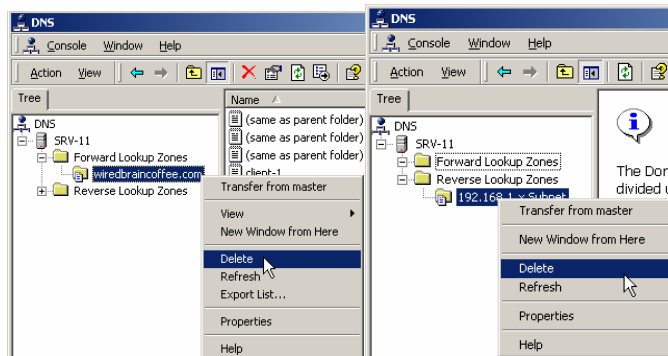 DNS
Console Window Help
Action View
Tree
DNS
SRV-11
Forward Lookup Zones
wiredbraincoffee.com
Reverse Lookup Zones
Name
(same as parent folder)
(same as parent folder)
(same as parent folder)
client-1
Transfer from master
View
New Window from Here
Delete
Refresh
Export List...
Properties
Help
DNS
Console Window Help
Action View
Tree
DNS
SRV-11
Forward Lookup Zones
Reverse Lookup Zones
192.168.1.x Subnet
The Dor
divided u
Transfer from master
New Window from Here
Delete
Refresh
Properties
Help